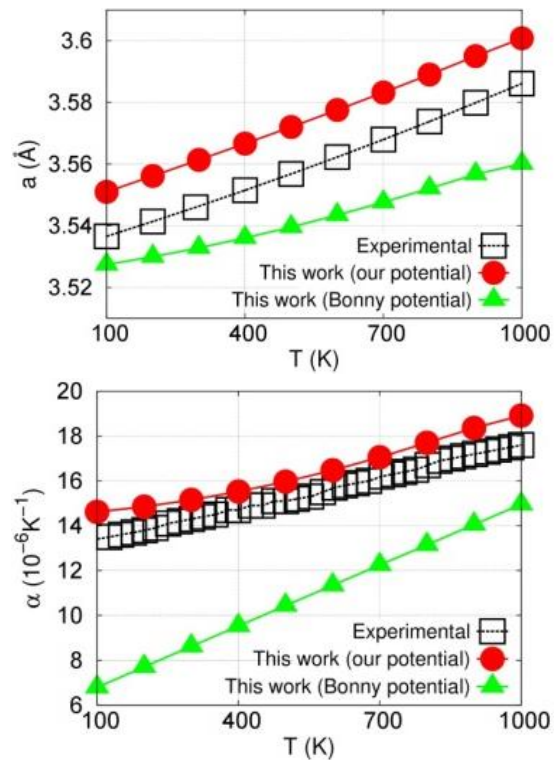 3.6
3.58
3.56
3.54
3.52
a (Å)
Experimental
This work (our potential)
This work (Bonny potential)
100 400 700 1000
T (K)
20
18
16
14
12
10
8
6
α (10⁻⁶K⁻¹)
Experimental
This work (our potential)
This work (Bonny potential)
100 400 700 1000
T (K)